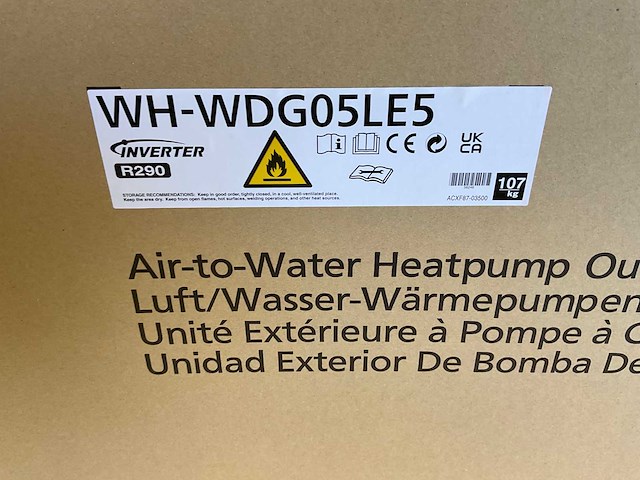 WH-WDG05LE5
INVERTER
R290
i
CE
UK
CA
STORAGE RECOMMENDATIONS: Keep in good order, tightly closed, in a cool, well-ventilated place.
Keep the area dry. Keep from open flames, hot surfaces, welding operations, and other heat sources.
ACXF87-03500
107
kg
Air-to-Water Heatpump Ou
Luft/Wasser-Wärmepumpen
Unité Extérieure à Pompe à C
Unidad Exterior De Bomba De